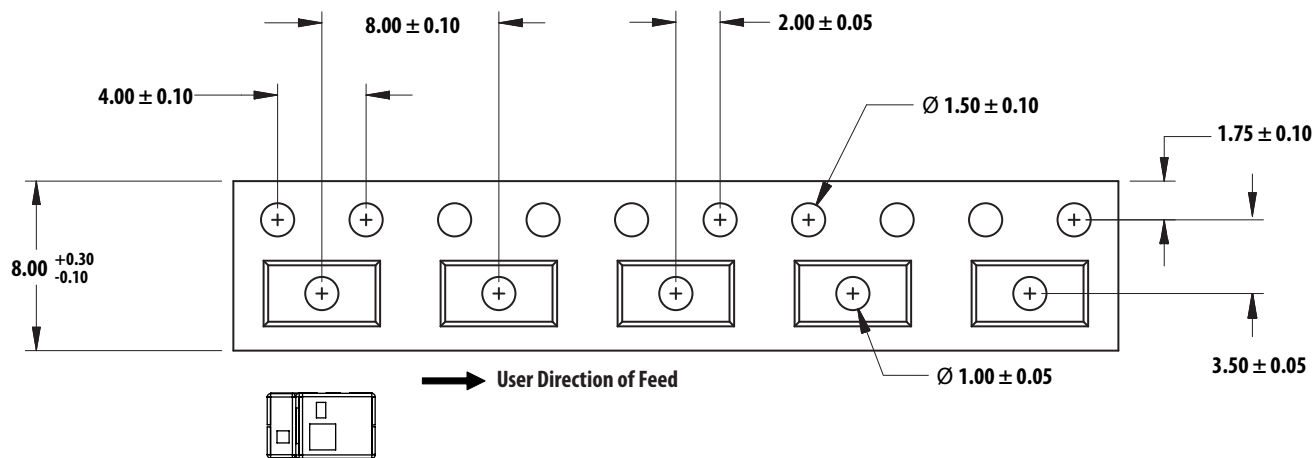 8.00 ± 0.10
2.00 ± 0.05
4.00 ± 0.10
Ø 1.50 ± 0.10
1.75 ± 0.10
8.00 +0.30
-0.10
User Direction of Feed
Ø 1.00 ± 0.05
3.50 ± 0.05